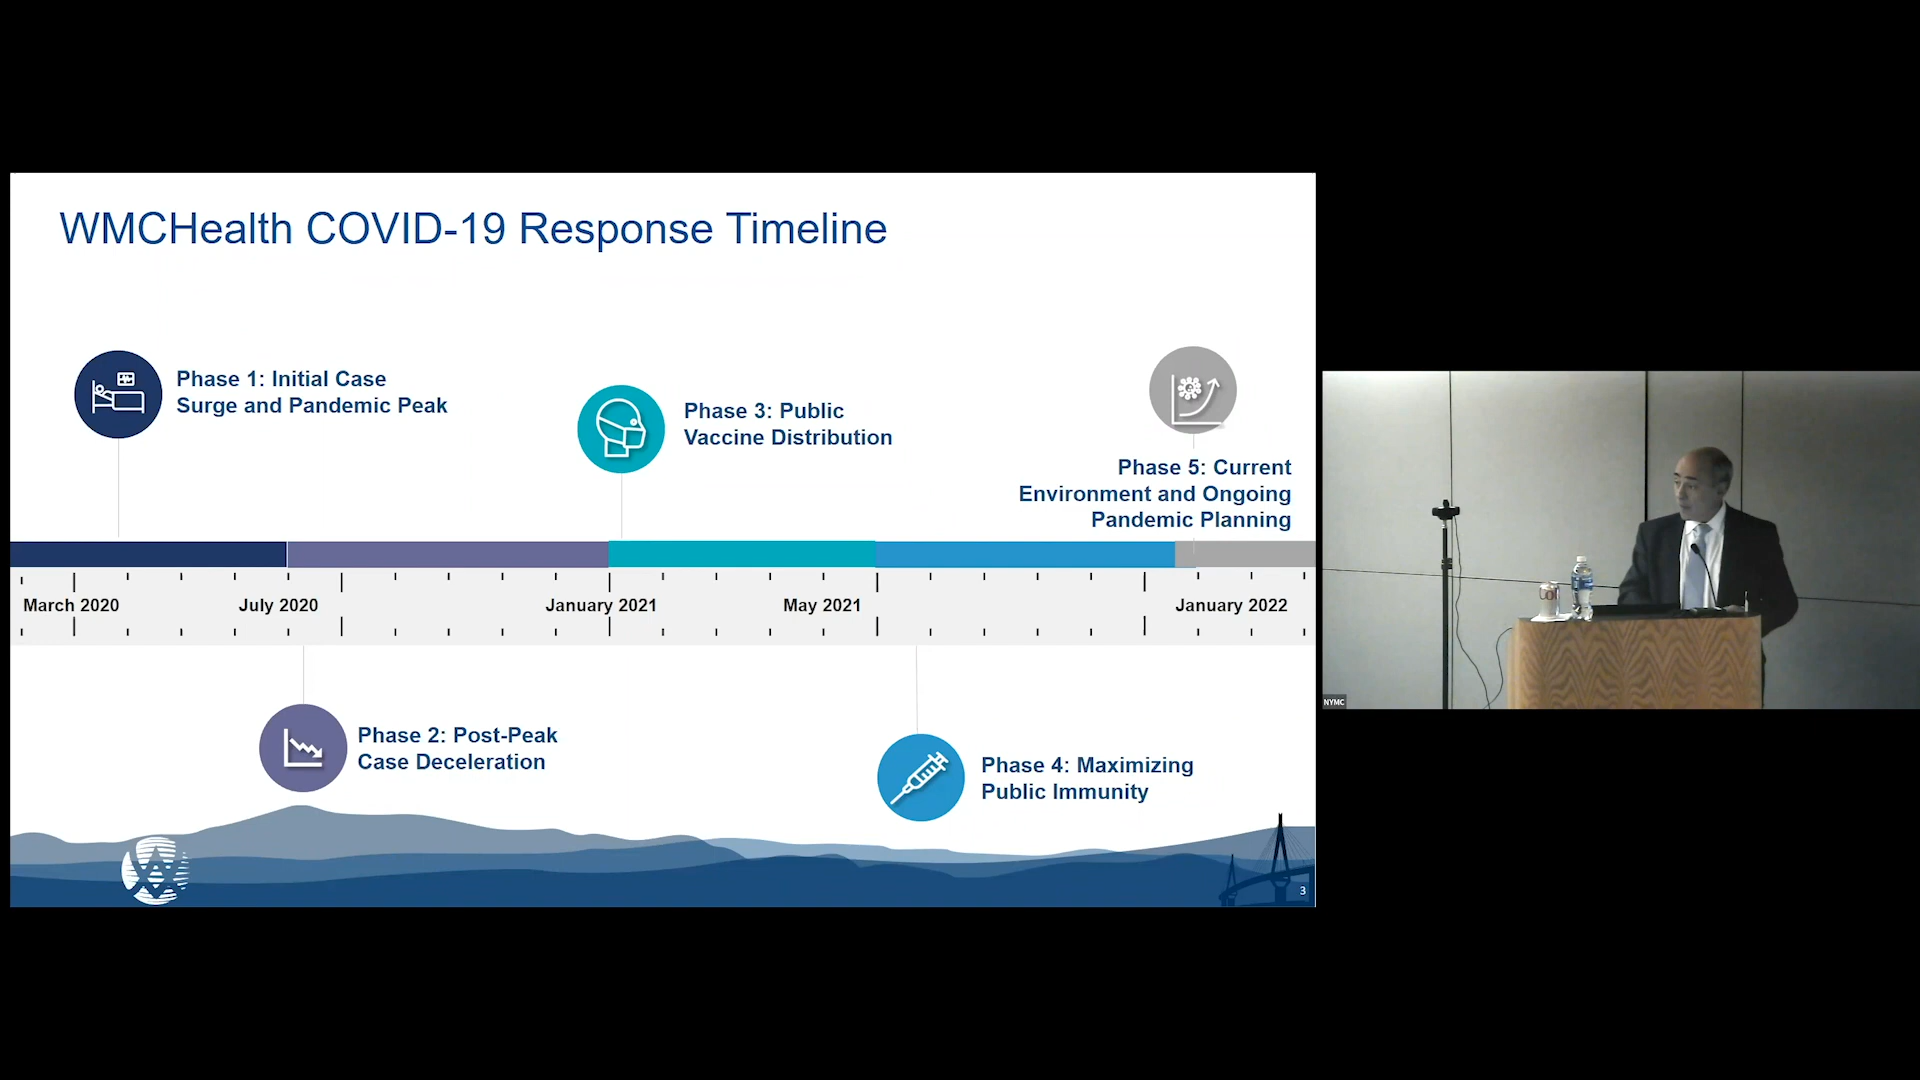 WMCHealth COVID-19 Response Timeline
Phase 1: Initial Case
Surge and Pandemic Peak
Phase 3: Public
Vaccine Distribution
Phase 5: Current
Environment and Ongoing
Pandemic Planning
March 2020
July 2020
January 2021
May 2021
January 2022
Phase 2: Post-Peak
Case Deceleration
Phase 4: Maximizing
Public Immunity
3
NYMC